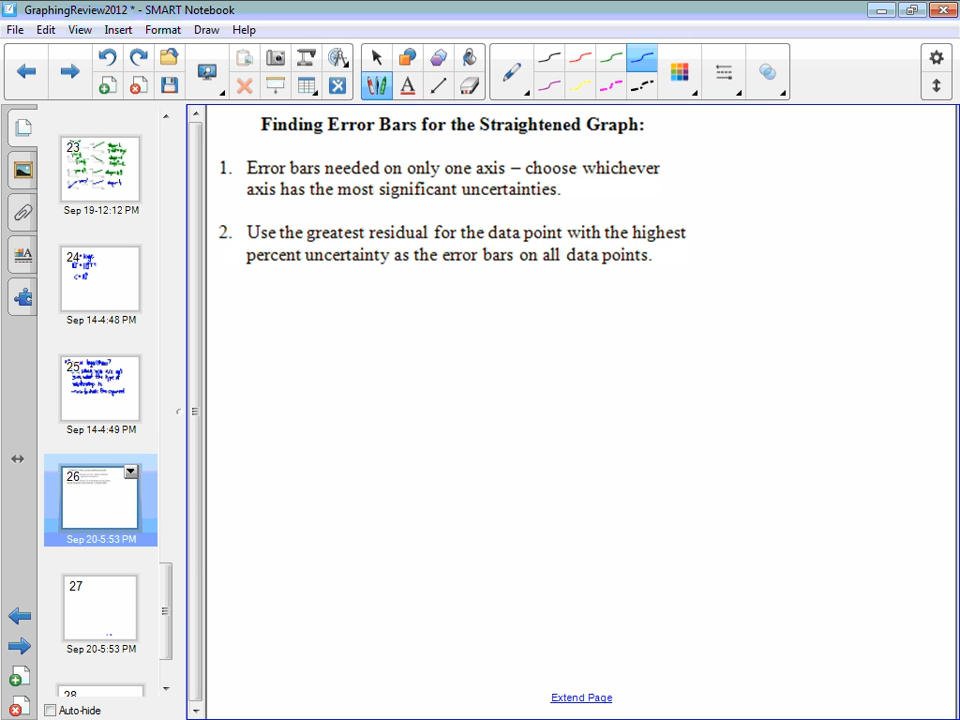 GraphingReview2012 * - SMART Notebook
File Edit View Insert Format Draw Help
Finding Error Bars for the Straightened Graph:
1. Error bars needed on only one axis – choose whichever
axis has the most significant uncertainties.
2. Use the greatest residual for the data point with the highest
percent uncertainty as the error bars on all data points.
23
Sep 19-12:12 PM
24
Sep 14-4:48 PM
25
Sep 14-4:49 PM
26
Sep 20-5:53 PM
27
Sep 20-5:53 PM
28
Auto-hide
Extend Page